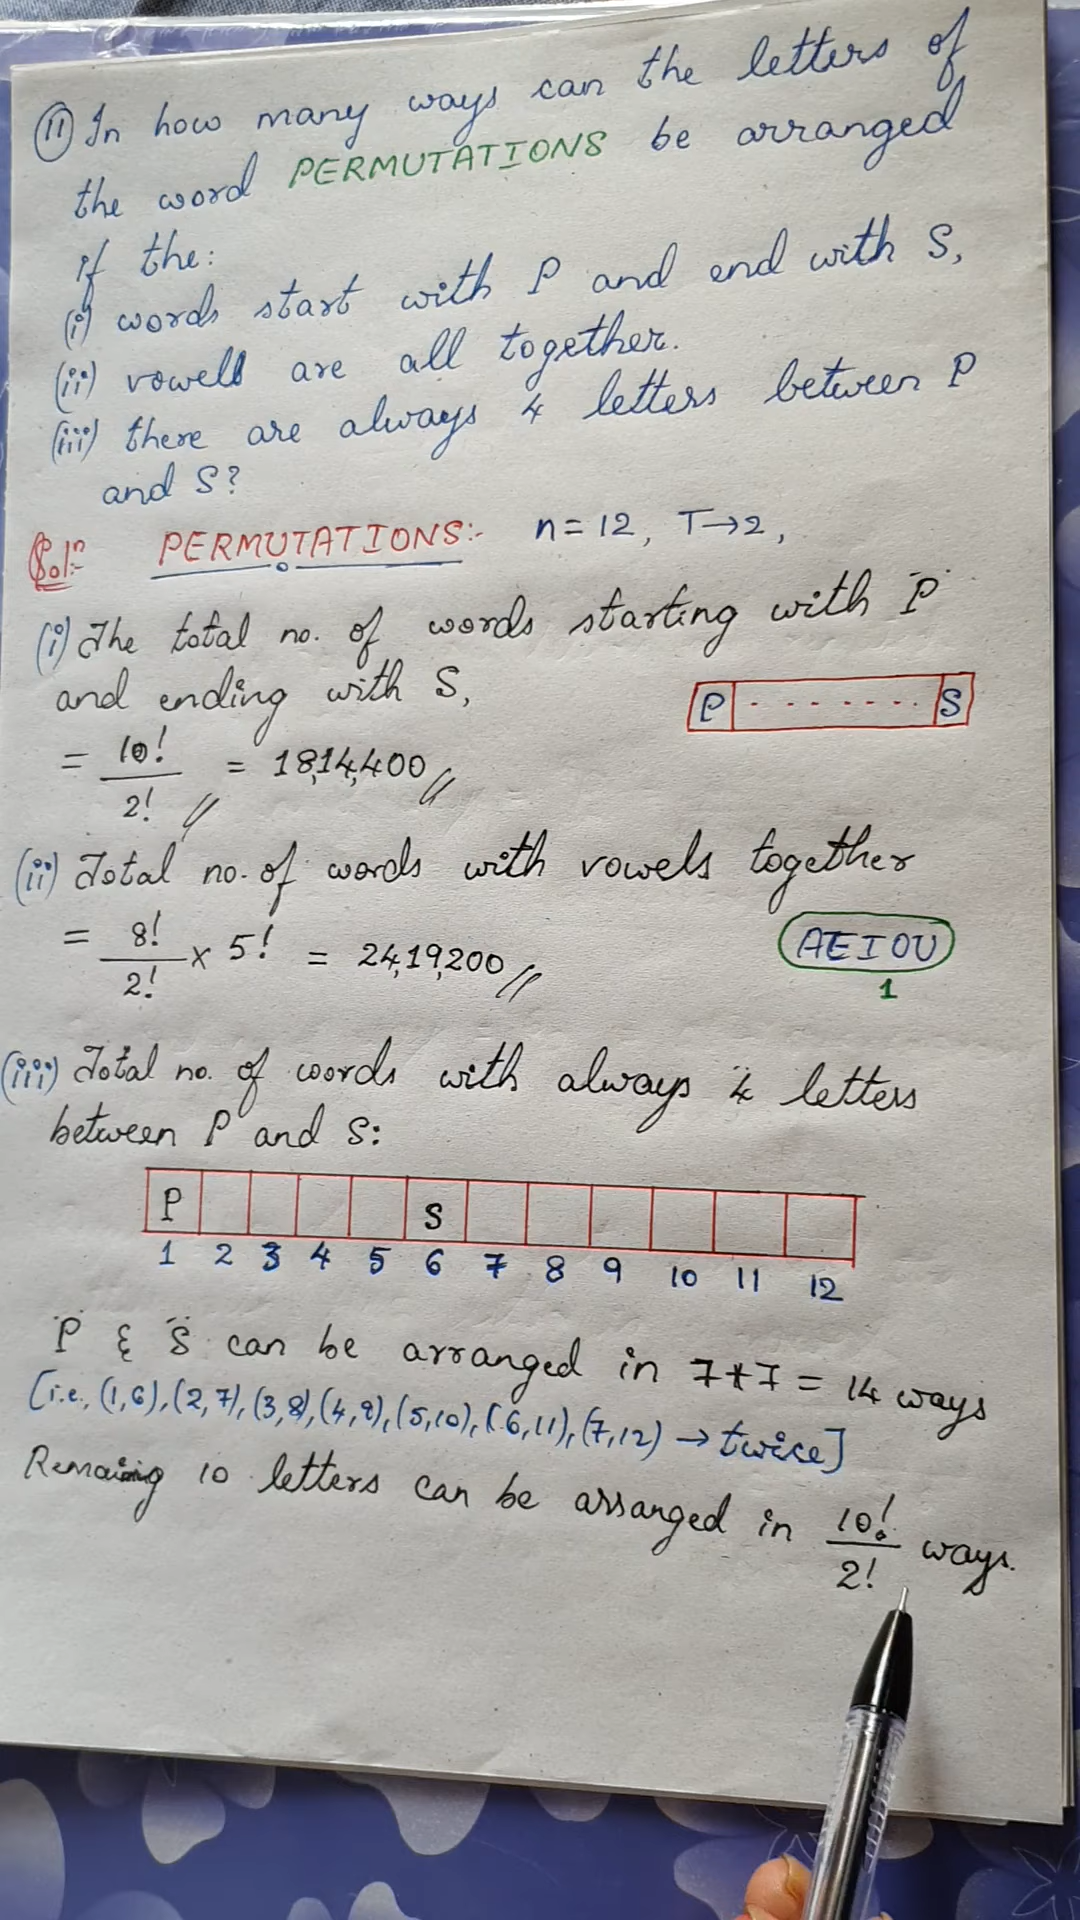 (11) In how many ways can the letters of
the word PERMUTATIONS be arranged
if the:
(i) words start with P and end with S,
(ii) vowels are all together.
(iii) there are always 4 letters between P
and S?
Solⁿ:- PERMUTATIONS:- n = 12, T→2,
(i) The total no. of words starting with P
and ending with S,
P ........ S
= 10!/2! = 18,14,400
(ii) Total no. of words with vowels together
= 8!/2! × 5! = 24,19,200
AEIOU
1
(iii) Total no. of words with always 4 letters
between P and S:
P S
1 2 3 4 5 6 7 8 9 10 11 12
P & S can be arranged in 7+7 = 14 ways
[i.e., (1,6), (2,7), (3,8), (4,9), (5,10), (6,11), (7,12) → twice]
Remaining 10 letters can be arranged in 10!/2! ways.